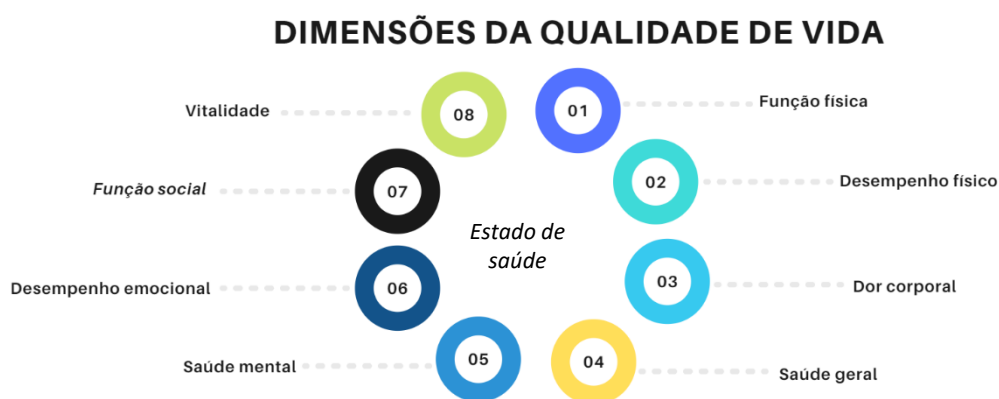 DIMENSÕES DA QUALIDADE DE VIDA
01
Função física
02
Desempenho físico
03
Dor corporal
04
Saúde geral
05
Saúde mental
06
Desempenho emocional
07
Função social
08
Vitalidade
Estado de
saúde